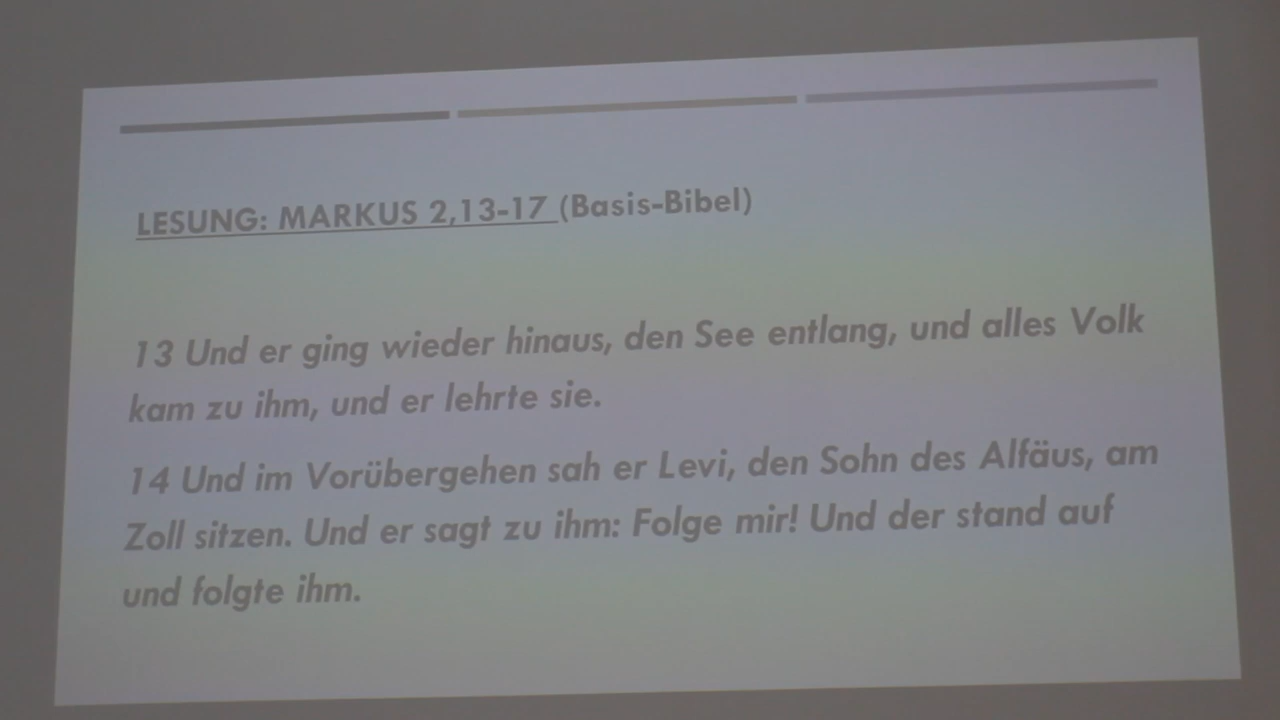 LESUNG: MARKUS 2,13-17 (Basis-Bibel)
13 Und er ging wieder hinaus, den See entlang, und alles Volk
kam zu ihm, und er lehrte sie.
14 Und im Vorübergehen sah er Levi, den Sohn des Alfäus, am
Zoll sitzen. Und er sagt zu ihm: Folge mir! Und der stand auf
und folgte ihm.